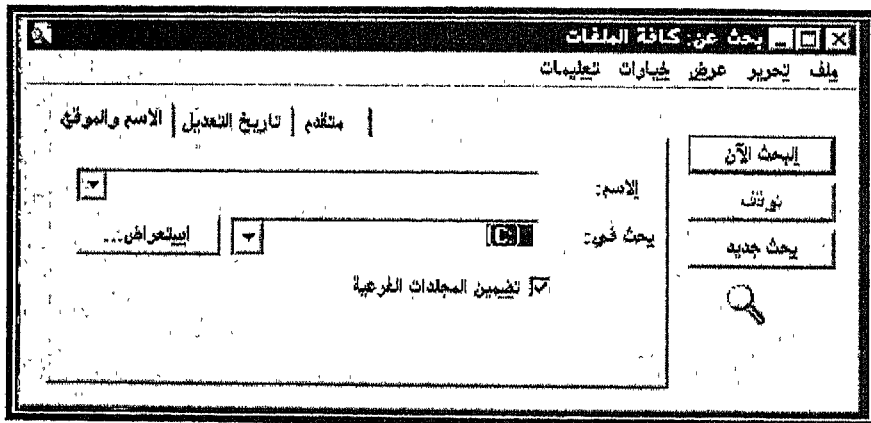 بحث عن: كافة الملفات
ملف تحرير عرض خيارات تعليمات
الاسم والموقع | تاريخ التعديل | متقدم
البحث الآن
الاسم:
توقف
بحث في: [C:]
استعراض...
بحث جديد
تضمين المجلدات الفرعية